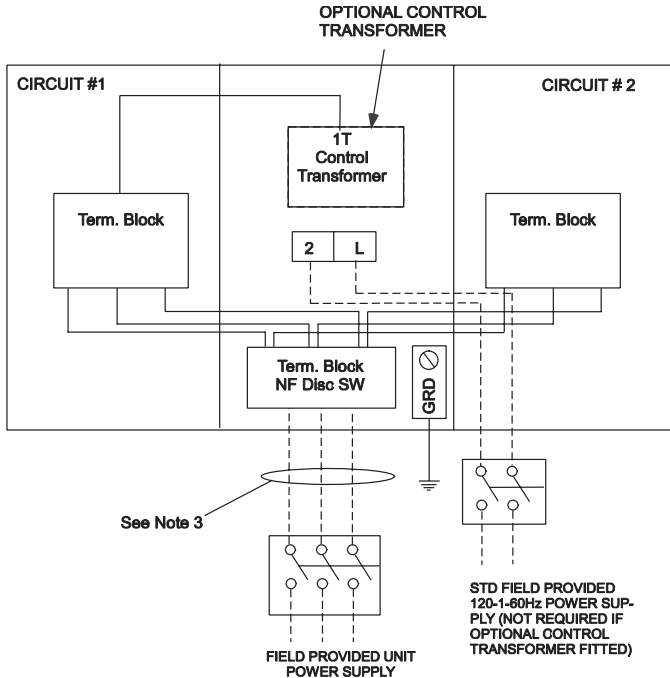 OPTIONAL CONTROL
TRANSFORMER
CIRCUIT #1
CIRCUIT # 2
1T
Control
Transformer
Term. Block
Term. Block
2
L
Term. Block
NF Disc SW
GRD
See Note 3
STD FIELD PROVIDED
120-1-60Hz POWER SUP-
PLY (NOT REQUIRED IF
OPTIONAL CONTROL
TRANSFORMER FITTED)
FIELD PROVIDED UNIT
POWER SUPPLY